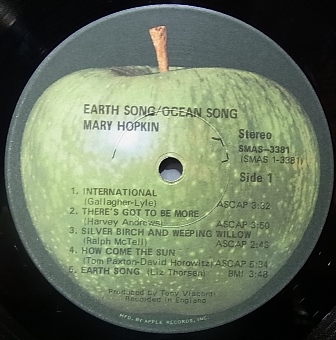 EARTH SONG/OCEAN SONG
MARY HOPKIN
Stereo
SMAS-3381
(SMAS 1-3381)
Side 1
1. INTERNATIONAL
(Gallagher-Lyle) ASCAP 3:32
2. THERE'S GOT TO BE MORE
(Harvey Andrews) ASCAP 3:50
3. SILVER BIRCH AND WEEPING WILLOW
(Ralph McTell) ASCAP 2:45
4. HOW COME THE SUN
(Tom Paxton-David Horowitz) ASCAP 5:34
5. EARTH SONG (Liz Thorsen) BMI 3:48
Produced by Tony Visconti
Recorded in England
MFD. BY APPLE RECORDS, INC.